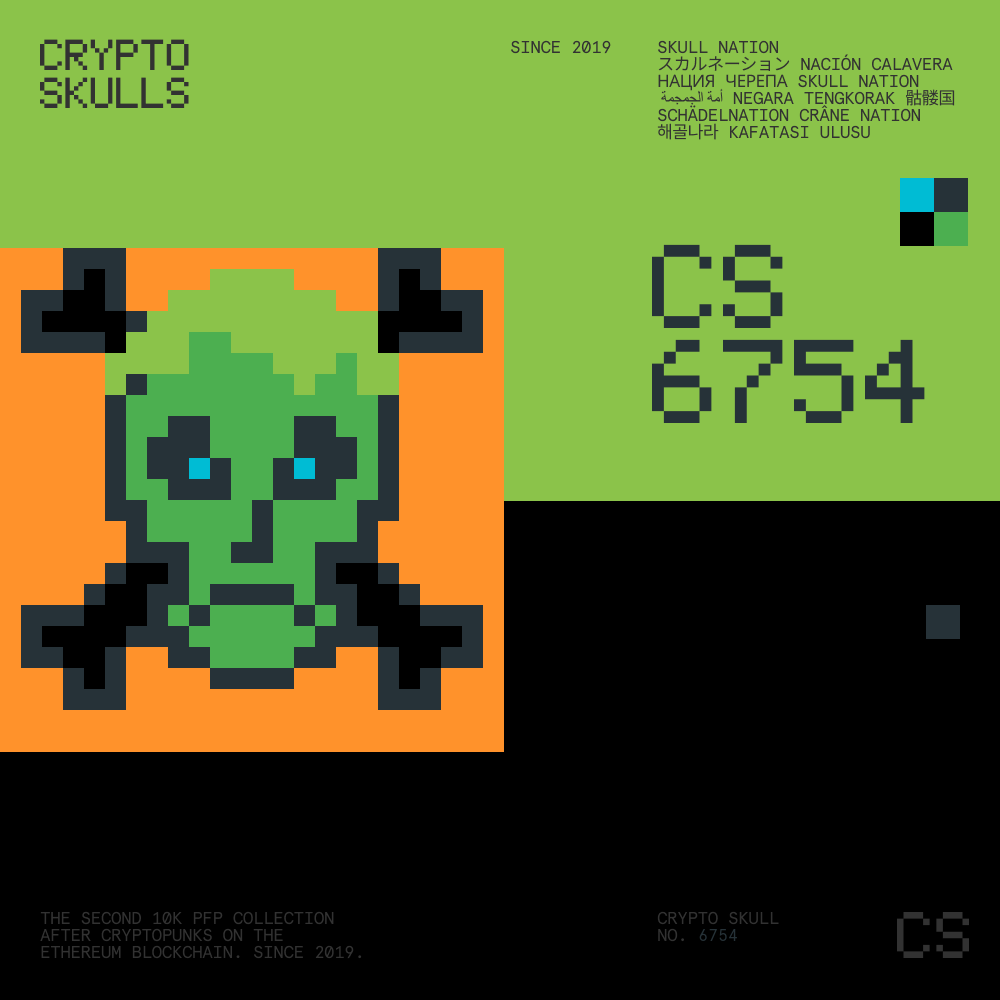 CRYPTO
SKULLS
SINCE 2019
SKULL NATION
スカルネーション NACIÓN CALAVERA
НАЦИЯ ЧЕРЕПА SKULL NATION
أمة الجمجمة NEGARA TENGKORAK 骷髅国
SCHÄDELNATION CRÂNE NATION
해골나라 KAFATASI ULUSU
CS
6754
THE SECOND 10K PFP COLLECTION
AFTER CRYPTOPUNKS ON THE
ETHEREUM BLOCKCHAIN. SINCE 2019.
CRYPTO SKULL
NO. 6754
CS